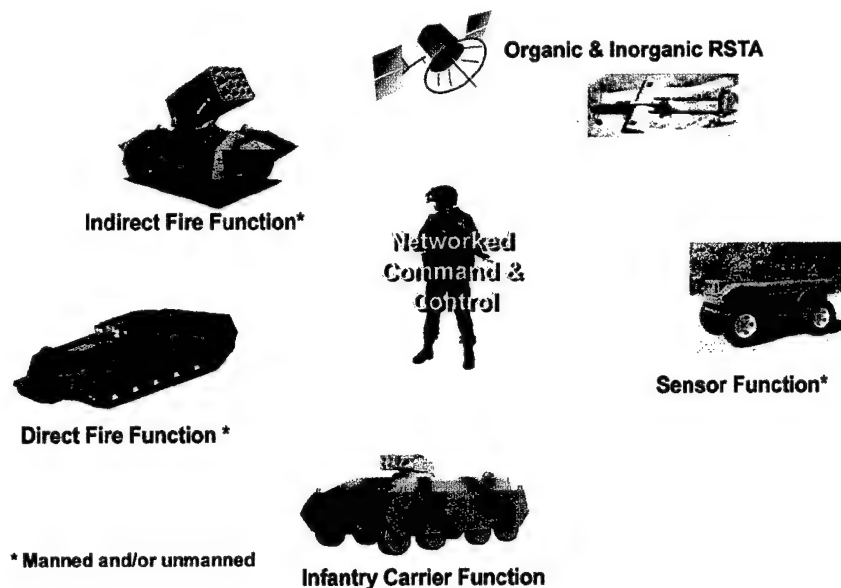 Organic & Inorganic RSTA
Indirect Fire Function*
Networked
Command &
Control
Sensor Function*
Direct Fire Function *
* Manned and/or unmanned
Infantry Carrier Function